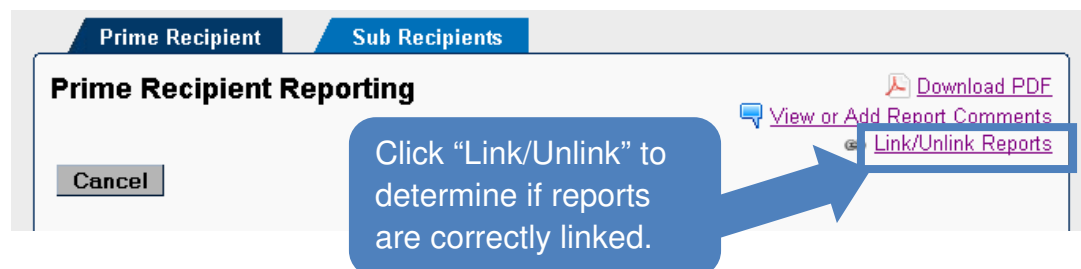 Prime Recipient
Sub Recipients
Prime Recipient Reporting
Download PDF
View or Add Report Comments
Link/Unlink Reports
Cancel
Click “Link/Unlink” to
determine if reports
are correctly linked.